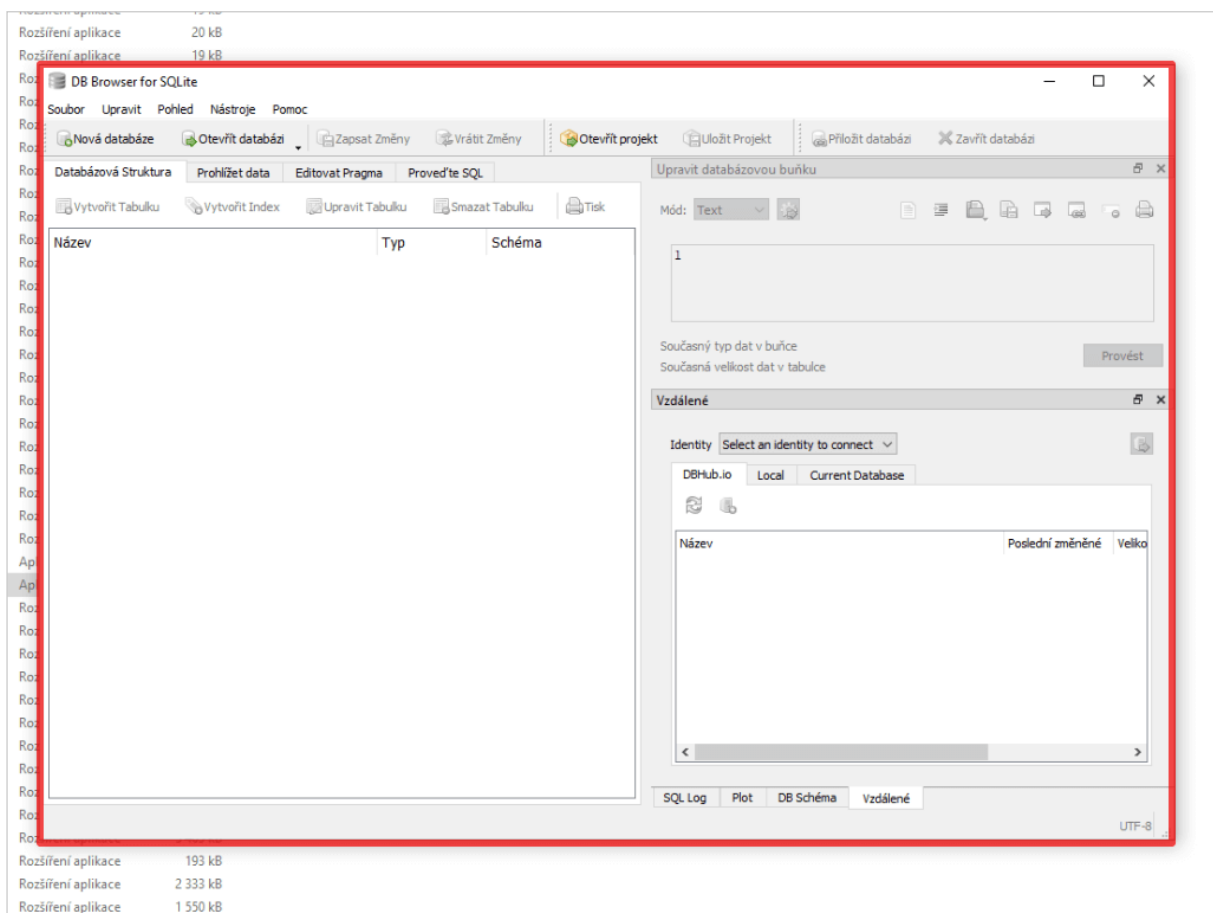 Rozšíření aplikace 20 kB
Rozšíření aplikace 19 kB
DB Browser for SQLite
Soubor Upravit Pohled Nástroje Pomoc
Nová databáze Otevřít databázi Zapsat Změny Vrátit Změny Otevřít projekt Uložit Projekt Přiložit databázi Zavřít databázi
Databázová Struktura Prohlížet data Editovat Pragma Proveďte SQL
Vytvořit Tabulku Vytvořit Index Upravit Tabulku Smazat Tabulku Tisk
Název Typ Schéma
Upravit databázovou buňku
Mód: Text
1
Současný typ dat v buňce
Současná velikost dat v tabulce
Provést
Vzdálené
Identity Select an identity to connect
DBHub.io Local Current Database
Název Poslední změněné Veliko
SQL Log Plot DB Schéma Vzdálené
UTF-8
Rozšíření aplikace 193 kB
Rozšíření aplikace 2 333 kB
Rozšíření aplikace 1 550 kB